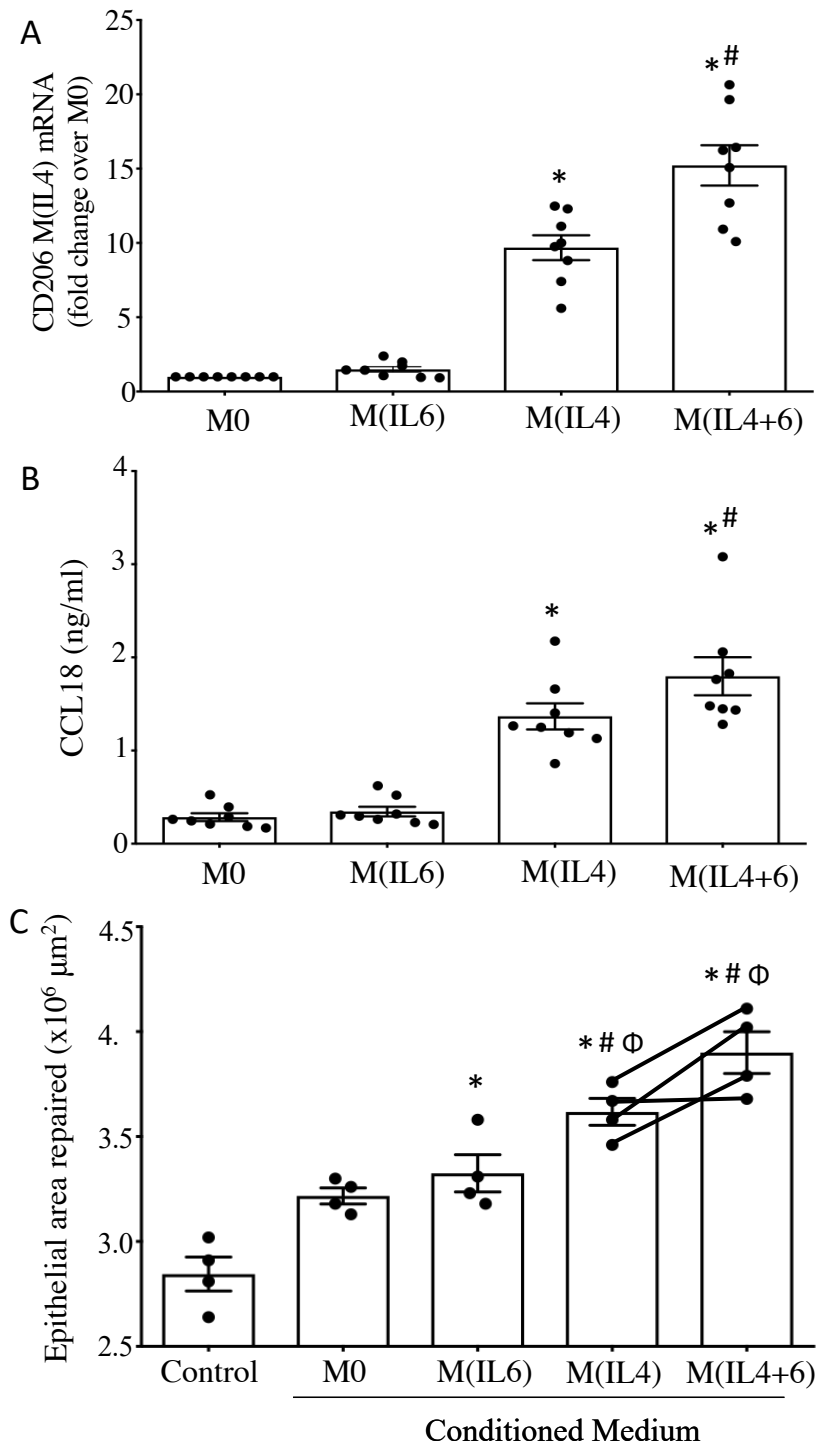 A
CD206 M(IL4) mRNA
(fold change over M0)
25
20
15
10
5
0
*
* #
M0 M(IL6) M(IL4) M(IL4+6)
B
CCL18 (ng/ml)
4
3
2
1
0
*
* #
M0 M(IL6) M(IL4) M(IL4+6)
C
Epithelial area repaired (x10⁶ µm²)
4.5
4.
3.5
3.0
2.5
*
* # Φ
* # Φ
Control M0 M(IL6) M(IL4) M(IL4+6)
Conditioned Medium